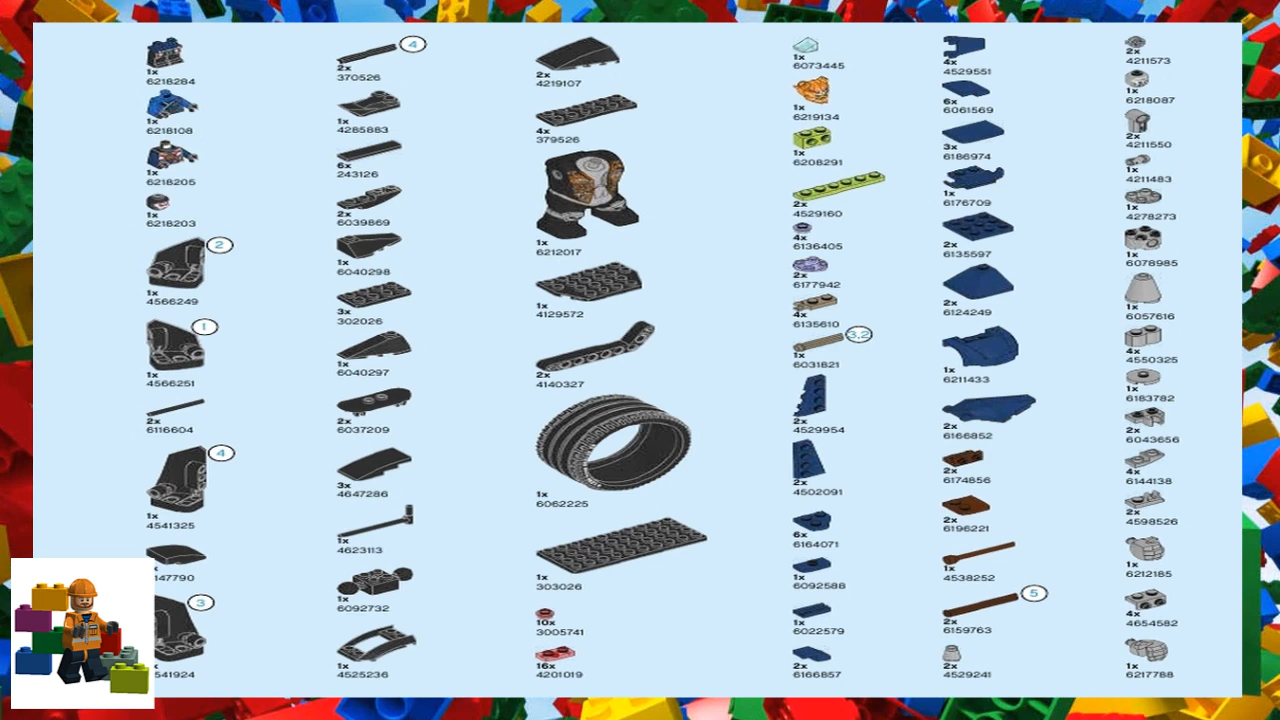 1x
6218284
1x
6218108
1x
6218205
1x
6218203
2
1x
4566249
1
1x
4566251
2x
6116604
4
1x
4541325
147790
3
541924
4
2x
370526
1x
4285883
6x
243126
2x
6039869
1x
6040298
3x
302026
1x
6040297
2x
6037209
3x
4647286
1x
4623113
1x
6092732
1x
4525236
2x
4219107
4x
379526
1x
6212017
1x
4129572
2x
4140327
1x
6062225
1x
303026
10x
3005741
16x
4201019
1x
6073445
1x
6219134
1x
6208291
2x
4529160
4x
6136405
2x
6177942
4x
6135610
3,2
1x
6031821
2x
4529954
2x
4502091
6x
6164071
1x
6092588
1x
6022579
2x
6166857
4x
4529551
6x
6061569
3x
6186974
1x
6176709
2x
6135597
2x
6124249
1x
6211433
2x
6166852
2x
6174856
2x
6196221
1x
4538252
5
2x
6159763
2x
4529241
2x
4211573
1x
6218087
2x
4211550
1x
4211483
1x
4278273
1x
6078985
1x
6057616
4x
4550325
1x
6183782
2x
6043656
4x
6144138
2x
4598526
1x
6212185
4x
4654582
1x
6217788